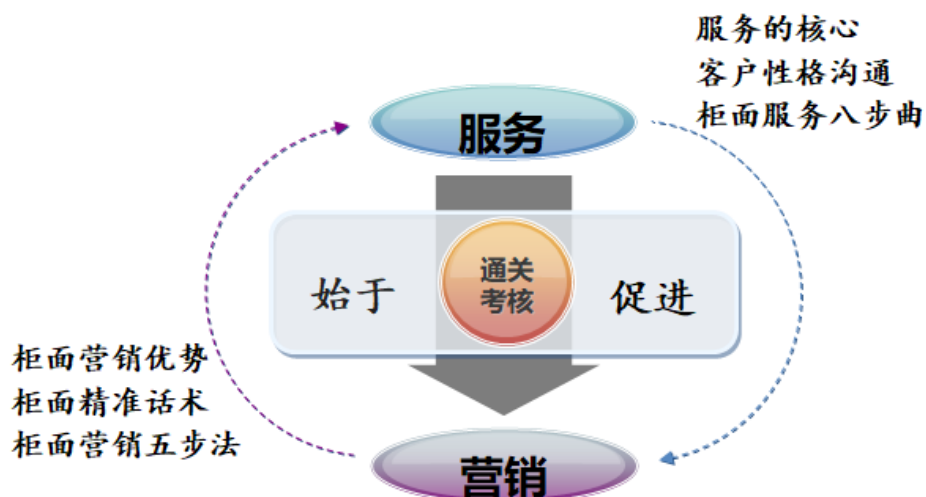 服务的核心
客户性格沟通
柜面服务八步曲
服务
通关
考核
始于
促进
柜面营销优势
柜面精准话术
柜面营销五步法
营销